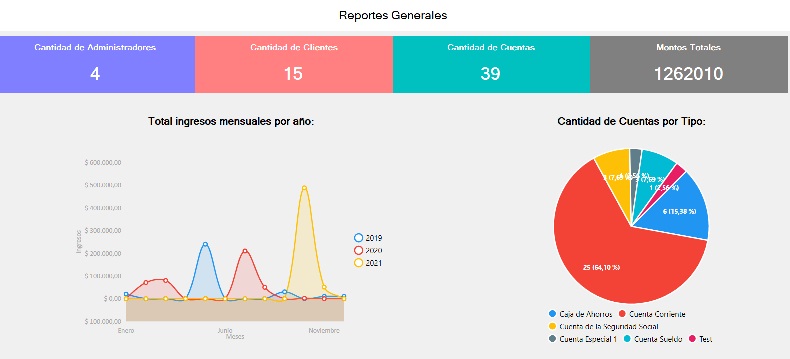 Reportes Generales
Cantidad de Administradores
4
Cantidad de Clientes
15
Cantidad de Cuentas
39
Montos Totales
1262010
Total ingresos mensuales por año:
$ 600.000,00
$ 500.000,00
$ 400.000,00
$ 300.000,00
$ 200.000,00
$ 100.000,00
$ 0.00
$ 100.000,00
Ingresos
Enero
Junio
Noviembre
Meses
2019
2020
2021
Cantidad de Cuentas por Tipo:
3 (7,69 %)
1 (2,56 %)
3 (7,69 %)
1 (2,56 %)
6 (15,38 %)
25 (64,10 %)
Caja de Ahorros
Cuenta Corriente
Cuenta de la Seguridad Social
Cuenta Especial 1
Cuenta Sueldo
Test